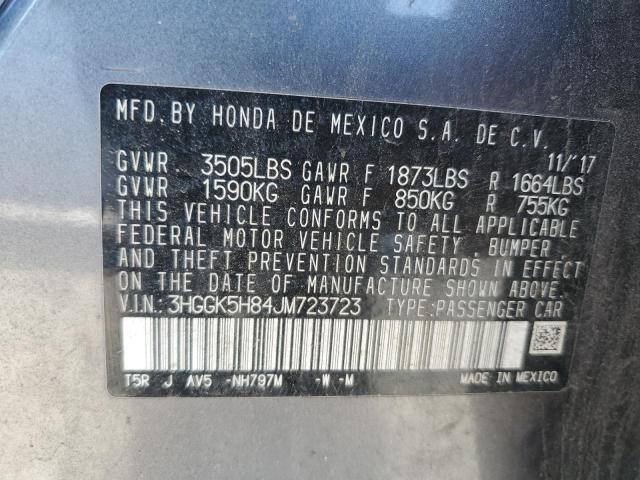 MFD. BY HONDA DE MEXICO S.A. DE C.V.
11/'17
GVWR 3505LBS GAWR F 1873LBS R 1664LBS
GVWR 1590KG GAWR F 850KG R 755KG
THIS VEHICLE CONFORMS TO ALL APPLICABLE
FEDERAL MOTOR VEHICLE SAFETY, BUMPER,
AND THEFT PREVENTION STANDARDS IN EFFECT
ON THE DATE OF MANUFACTURE SHOWN ABOVE.
V.I.N.: 3HGGK5H84JM723723 TYPE:PASSENGER CAR
T5R J AV5 -NH797M -W -M MADE IN MEXICO